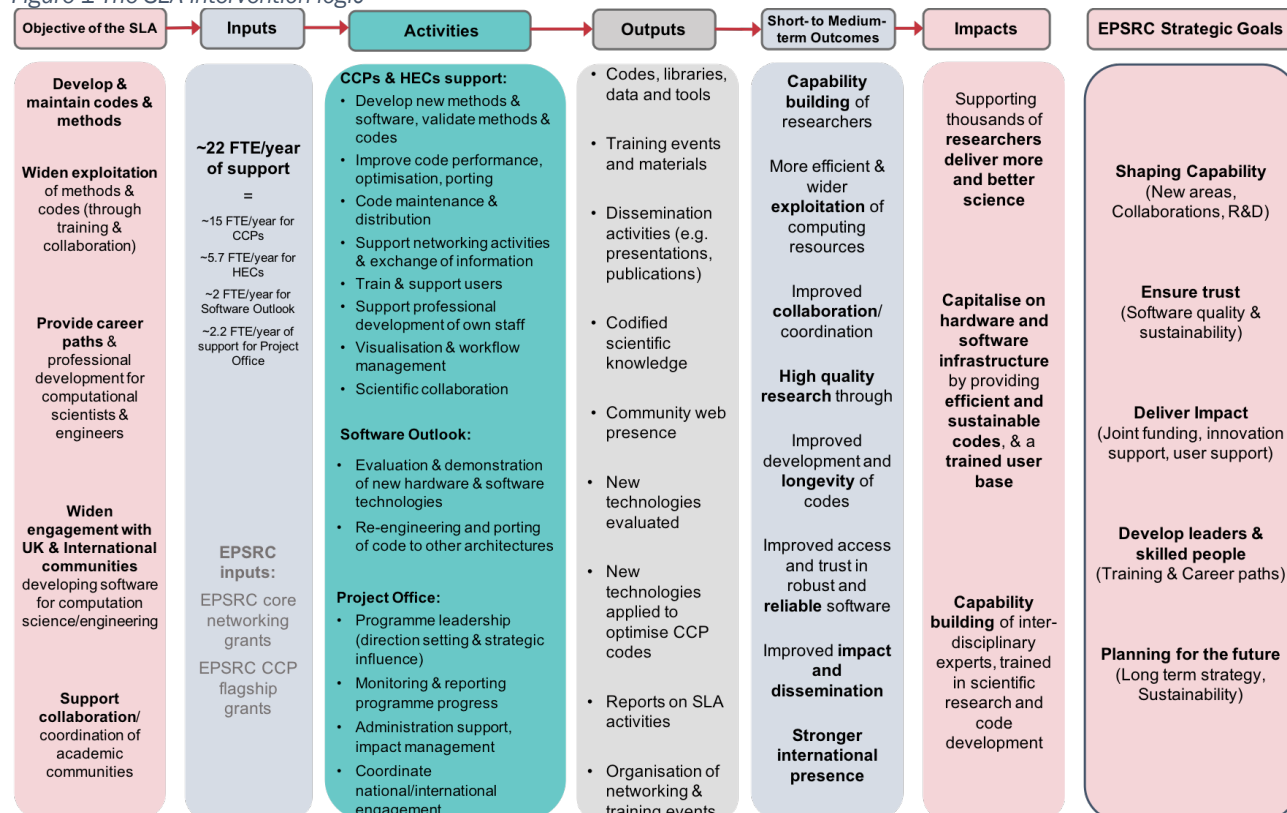 Figure 1 The SLA intervention logic
Objective of the SLA
Inputs
Activities
Outputs
Short- to Medium-
term Outcomes
Impacts
EPSRC Strategic Goals
Develop &
maintain codes &
methods
Widen exploitation
of methods &
codes (through
training &
collaboration)
Provide career
paths &
professional
development for
computational
scientists &
engineers
Widen
engagement with
UK & International
communities
developing software
for computation
science/engineering
Support
collaboration/
coordination of
academic
communities
~22 FTE/year
of support
=
~15 FTE/year for
CCPs
~5.7 FTE/year for
HECs
~2 FTE/year for
Software Outlook
~2.2 FTE/year of
support for Project
Office
EPSRC
inputs:
EPSRC core
networking
grants
EPSRC CCP
flagship
grants
CCPs & HECs support:
• Develop new methods &
software, validate methods &
codes
• Improve code performance,
optimisation, porting
• Code maintenance &
distribution
• Support networking activities
& exchange of information
• Train & support users
• Support professional
development of own staff
• Visualisation & workflow
management
• Scientific collaboration
Software Outlook:
• Evaluation & demonstration
of new hardware & software
technologies
• Re-engineering and porting
of code to other architectures
Project Office:
• Programme leadership
(direction setting & strategic
influence)
• Monitoring & reporting
programme progress
• Administration support,
impact management
• Coordinate
national/international
engagement
• Codes, libraries,
data and tools
• Training events
and materials
• Dissemination
activities (e.g.
presentations,
publications)
• Codified
scientific
knowledge
• Community web
presence
• New
technologies
evaluated
• New
technologies
applied to
optimise CCP
codes
• Reports on SLA
activities
• Organisation of
networking &
training events
Capability
building of
researchers
More efficient &
wider
exploitation of
computing
resources
Improved
collaboration/
coordination
High quality
research through
Improved
development and
longevity of
codes
Improved access
and trust in
robust and
reliable software
Improved impact
and
dissemination
Stronger
international
presence
Supporting
thousands of
researchers
deliver more
and better
science
Capitalise on
hardware and
software
infrastructure
by providing
efficient and
sustainable
codes, & a
trained user
base
Capability
building of inter-
disciplinary
experts, trained
in scientific
research and
code
development
Shaping Capability
(New areas,
Collaborations, R&D)
Ensure trust
(Software quality &
sustainability)
Deliver Impact
(Joint funding, innovation
support, user support)
Develop leaders &
skilled people
(Training & Career paths)
Planning for the future
(Long term strategy,
Sustainability)